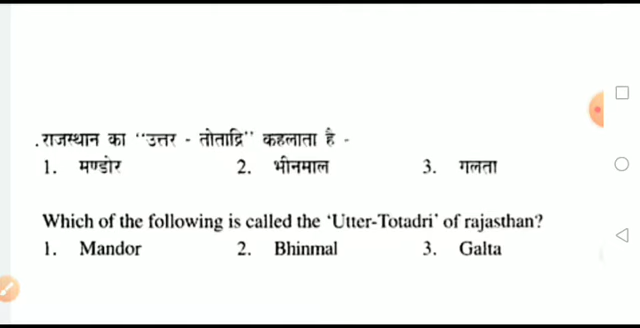 .राजस्थान का “उत्तर - तोताद्रि” कहलाता है -
1. मण्डोर 2. भीनमाल 3. गलता
Which of the following is called the ‘Utter-Totadri’ of rajasthan?
1. Mandor 2. Bhinmal 3. Galta